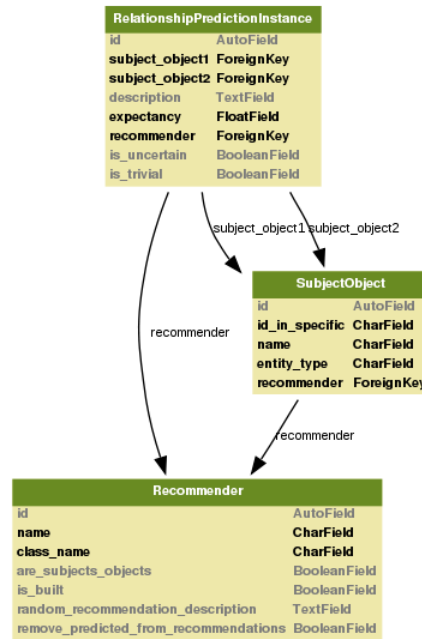 RelationshipPredictionInstance
id AutoField
subject_object1 ForeignKey
subject_object2 ForeignKey
description TextField
expectancy FloatField
recommender ForeignKey
is_uncertain BooleanField
is_trivial BooleanField
subject_object1 subject_object2
SubjectObject
id AutoField
id_in_specific CharField
name CharField
entity_type CharField
recommender ForeignKey
recommender
recommender
Recommender
id AutoField
name CharField
class_name CharField
are_subjects_objects BooleanField
is_built BooleanField
random_recommendation_description TextField
remove_predicted_from_recommendations BooleanField